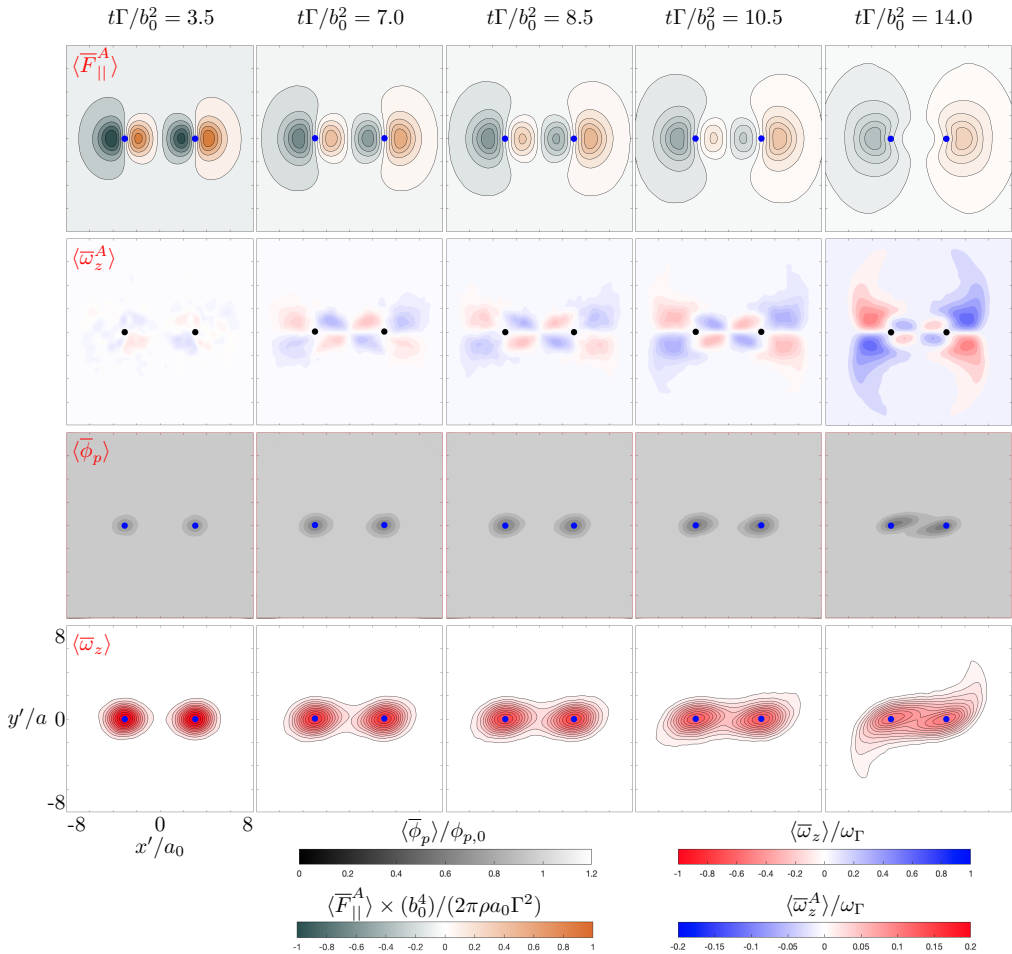 tΓ/b₀² = 3.5 tΓ/b₀² = 7.0 tΓ/b₀² = 8.5 tΓ/b₀² = 10.5 tΓ/b₀² = 14.0
⟨F̅_||^A⟩
⟨ω̅_z^A⟩
⟨ϕ̅_p⟩
⟨ω̅_z⟩
8
y′/a 0
-8
-8 0 8
x′/a₀
⟨ϕ̅_p⟩/ϕ_{p,0} ⟨ω̅_z⟩/ω_Γ
0 0.2 0.4 0.6 0.8 1 1.2 -1 -0.8 -0.6 -0.4 -0.2 0 0.2 0.4 0.6 0.8 1
⟨F̅_||^A⟩ × (b₀⁴)/(2πρa₀Γ²) ⟨ω̅_z^A⟩/ω_Γ
-1 -0.8 -0.6 -0.4 -0.2 0 0.2 0.4 0.6 0.8 1 -0.2 -0.15 -0.1 -0.05 0 0.05 0.1 0.15 0.2